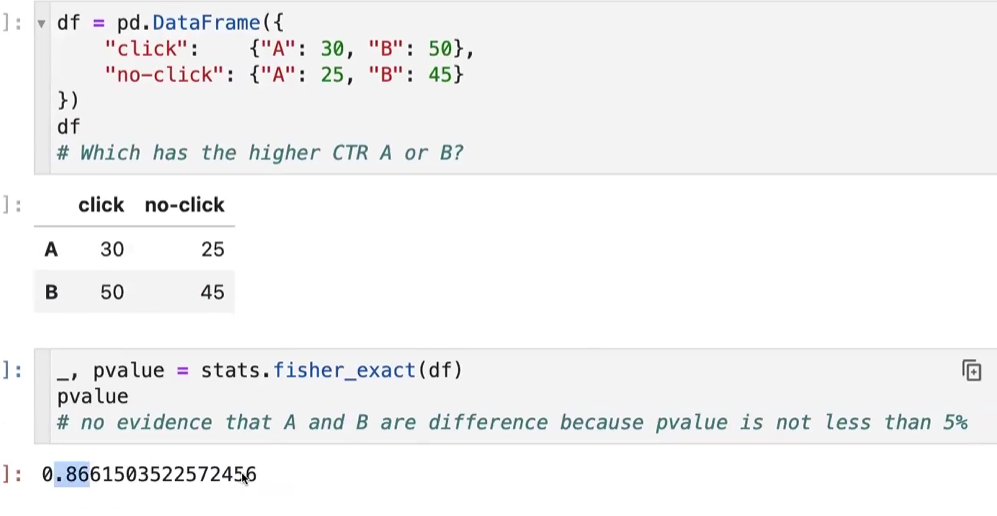 ]: ▾ df = pd.DataFrame({
"click":    {"A": 30, "B": 50},
"no-click": {"A": 25, "B": 45}
})
df
# Which has the higher CTR A or B?
]:
click no-click
A 30 25
B 50 45
]: _, pvalue = stats.fisher_exact(df)
pvalue
# no evidence that A and B are difference because pvalue is not less than 5%
]: 0.8661503522572456